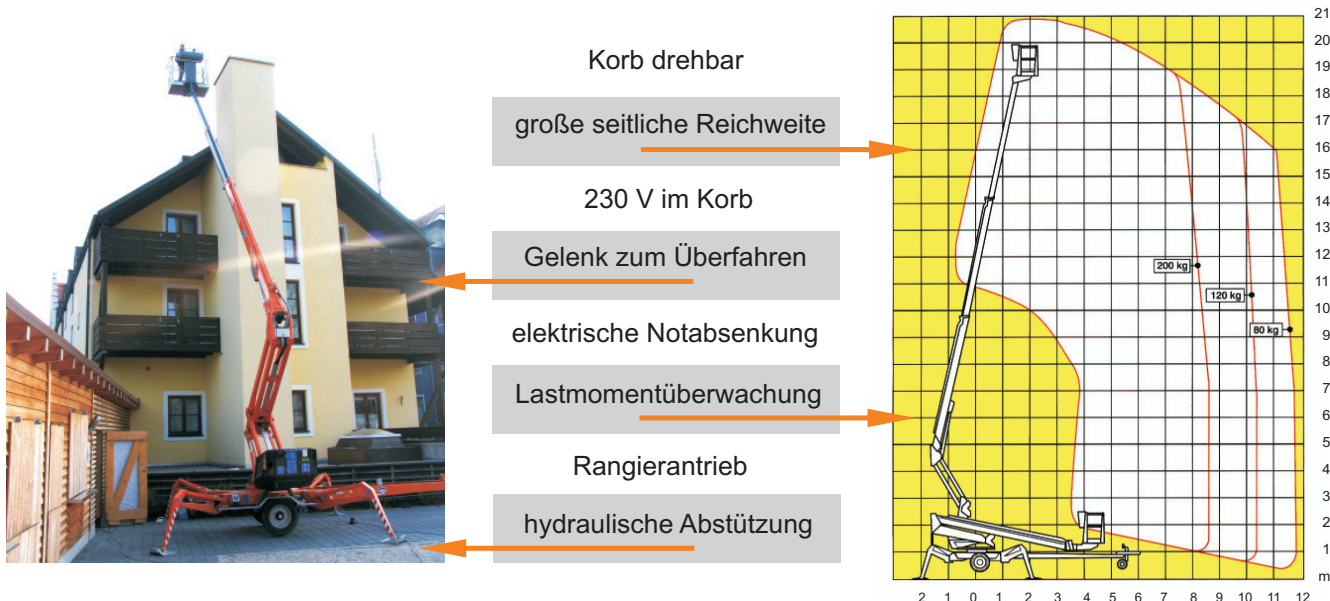 Korb drehbar
große seitliche Reichweite
230 V im Korb
Gelenk zum Überfahren
elektrische Notabsenkung
Lastmomentüberwachung
Rangierantrieb
hydraulische Abstützung
21
20
19
18
17
16
15
14
13
12
11
10
9
8
7
6
5
4
3
2
1
m
200 kg
120 kg
80 kg
2 1 0 1 2 3 4 5 6 7 8 9 10 11 12